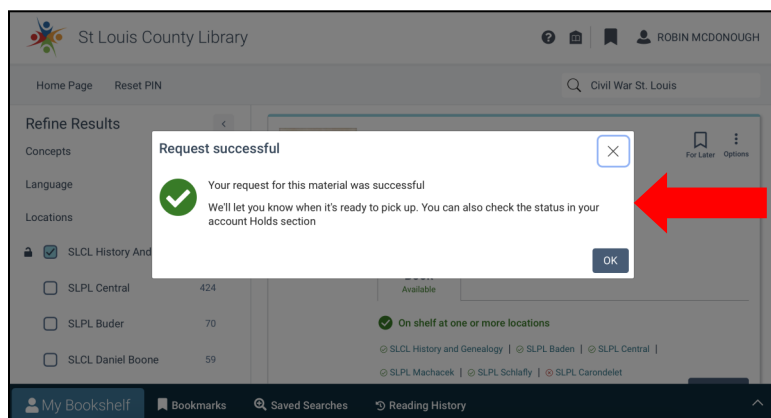 St Louis County Library
ROBIN MCDONOUGH
Home Page Reset PIN
Civil War St. Louis
Refine Results
Concepts
Language
Locations
SLCL History And
SLPL Central 424
SLPL Buder 70
SLCL Daniel Boone 59
For Later Options
Request successful
Your request for this material was successful
We'll let you know when it's ready to pick up. You can also check the status in your
account Holds section
OK
Available
On shelf at one or more locations
SLCL History and Genealogy | SLPL Baden | SLPL Central |
SLPL Machacek | SLPL Schlafly | SLPL Carondelet
My Bookshelf Bookmarks Saved Searches Reading History